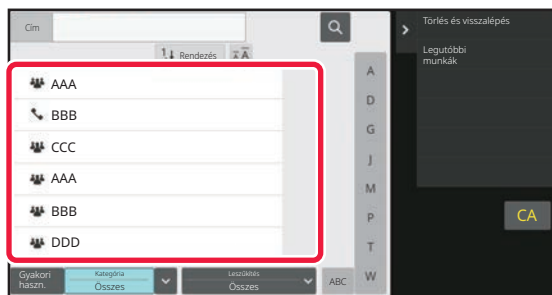 Cím
Rendezés
AAA
BBB
CCC
AAA
BBB
DDD
A
D
G
J
M
P
T
W
Gyakori
haszn.
Kategória
Összes
Leszűkítés
Összes
ABC
Törlés és visszalépés
Legutóbbi
munkák
CA